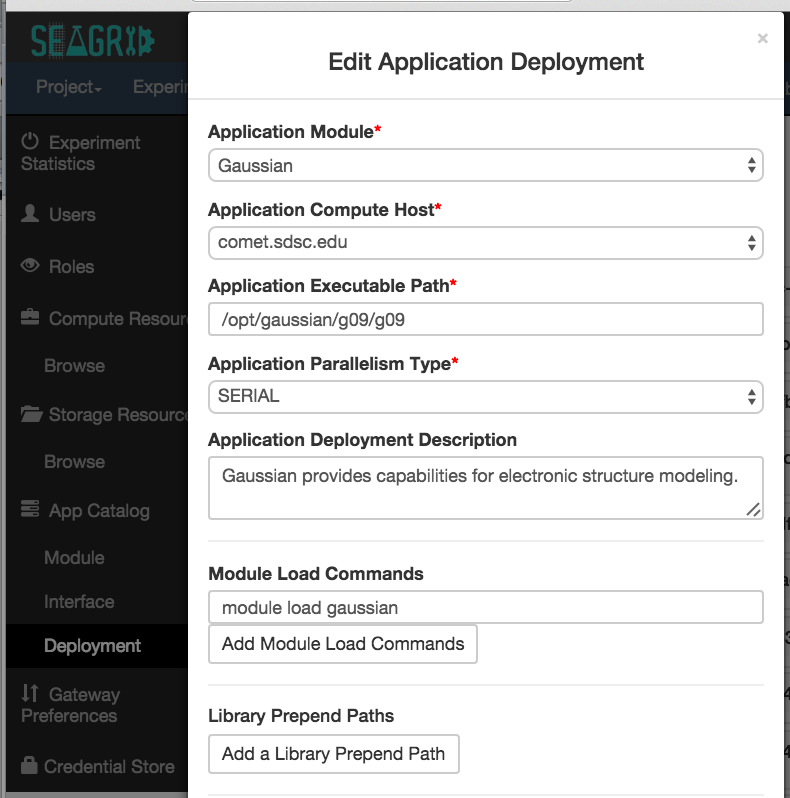 SEAGRID
Project
Experiment
Statistics
Users
Roles
Compute Resour
Browse
Storage Resource
Browse
App Catalog
Module
Interface
Deployment
Gateway
Preferences
Credential Store
×
Edit Application Deployment
Application Module*
Gaussian
Application Compute Host*
comet.sdsc.edu
Application Executable Path*
/opt/gaussian/g09/g09
Application Parallelism Type*
SERIAL
Application Deployment Description
Gaussian provides capabilities for electronic structure modeling.
Module Load Commands
module load gaussian
Add Module Load Commands
Library Prepend Paths
Add a Library Prepend Path